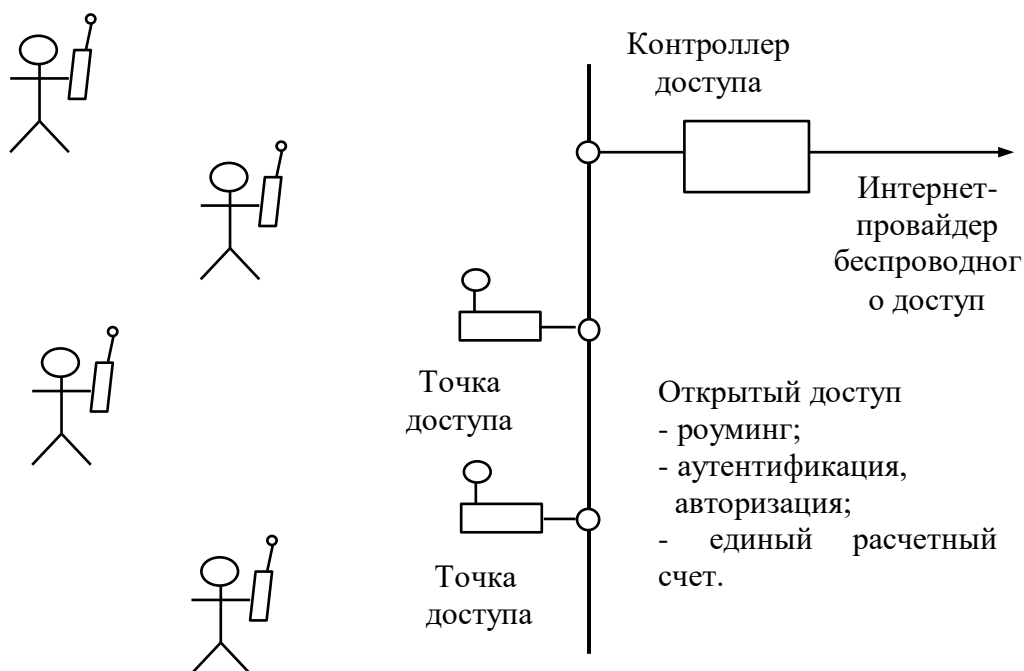 Контроллер
доступа
Интернет-
провайдер
беспроводног
о доступ
Точка
доступа
Открытый доступ
- роуминг;
- аутентификация,
авторизация;
- единый расчетный
счет.
Точка
доступа